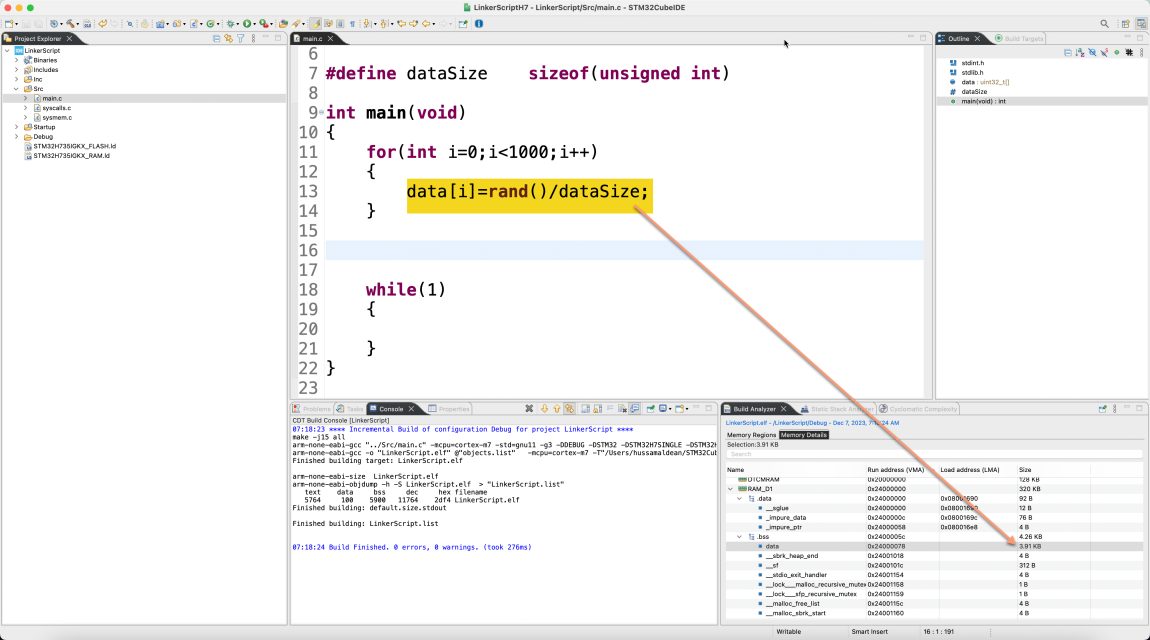 LinkerScriptH7 - LinkerScript/Src/main.c - STM32CubeIDE
Project Explorer
LinkerScript
Binaries
Includes
Inc
Src
main.c
syscalls.c
sysmem.c
Startup
Debug
STM32H735IGKX_FLASH.ld
STM32H735IGKX_RAM.ld
main.c
6
7 #define dataSize    sizeof(unsigned int)
8
9 int main(void)
10 {
11     for(int i=0;i<1000;i++)
12     {
13         data[i]=rand()/dataSize;
14     }
15
16
17
18     while(1)
19     {
20
21     }
22 }
23
Outline
Build Targets
stdint.h
stdlib.h
data : uint32_t[]
dataSize
main(void) : int
Problems
Tasks
Console
Properties
CDT Build Console [LinkerScript]
07:18:23 **** Incremental Build of configuration Debug for project LinkerScript ****
make -j15 all
arm-none-eabi-gcc "../Src/main.c" -mcpu=cortex-m7 -std=gnu11 -g3 -DDEBUG -DSTM32 -DSTM32H7SINGLE -DSTM32H
arm-none-eabi-gcc -o "LinkerScript.elf" @"objects.list"   -mcpu=cortex-m7 -T"/Users/hussamaldean/STM32Cub
Finished building target: LinkerScript.elf
arm-none-eabi-size  LinkerScript.elf
arm-none-eabi-objdump -h -S LinkerScript.elf  > "LinkerScript.list"
text    data     bss     dec     hex filename
5764     100    5900   11764    2df4 LinkerScript.elf
Finished building: default.size.stdout
Finished building: LinkerScript.list
07:18:24 Build Finished. 0 errors, 0 warnings. (took 276ms)
Build Analyzer
Static Stack Analyzer
Cyclomatic Complexity
LinkerScript.elf - /LinkerScript/Debug - Dec 7, 2023, AM
Memory Regions Memory Details
Selection:3.91 KB
Search
Name Run address (VMA) Load address (LMA) Size
DTCMRAM 0x20000000 128 KB
RAM_D1 0x24000000 320 KB
.data 0x24000000 0x08001690 92 B
__sglue 0x24000000 12 B
_impure_data 0x2400000c 0x0800169c 76 B
_impure_ptr 0x24000058 0x080016e8 4 B
.bss 0x2400005c 4.26 KB
data 0x24000078 3.91 KB
__sbrk_heap_end 0x24001018 4 B
__sf 0x2400101c 312 B
__stdio_exit_handler 0x24001154 4 B
__lock___malloc_recursive_mutex 0x24001158 1 B
__lock___sfp_recursive_mutex 0x24001159 1 B
__malloc_free_list 0x2400115c 4 B
__malloc_sbrk_start 0x24001160 4 B
Writable
Smart Insert
16 : 1 : 191